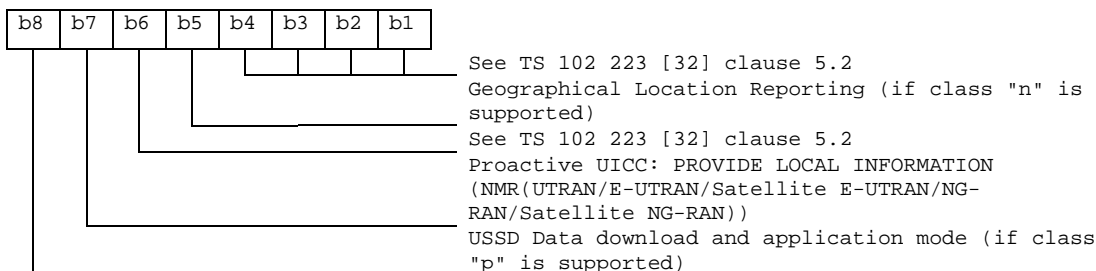 b8 b7 b6 b5 b4 b3 b2 b1
See TS 102 223 [32] clause 5.2
Geographical Location Reporting (if class "n" is
supported)
See TS 102 223 [32] clause 5.2
Proactive UICC: PROVIDE LOCAL INFORMATION
(NMR(UTRAN/E-UTRAN/Satellite E-UTRAN/NG-
RAN/Satellite NG-RAN))
USSD Data download and application mode (if class
"p" is supported)